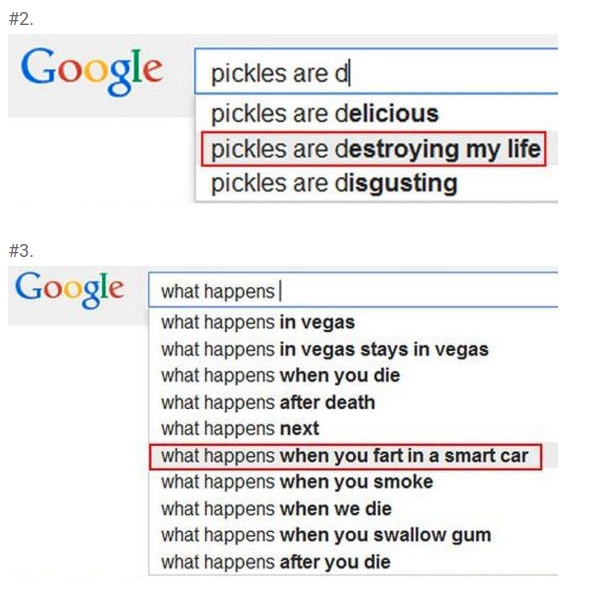 #2.
Google
pickles are d
pickles are delicious
pickles are destroying my life
pickles are disgusting
#3.
Google
what happens
what happens in vegas
what happens in vegas stays in vegas
what happens when you die
what happens after death
what happens next
what happens when you fart in a smart car
what happens when you smoke
what happens when we die
what happens when you swallow gum
what happens after you die